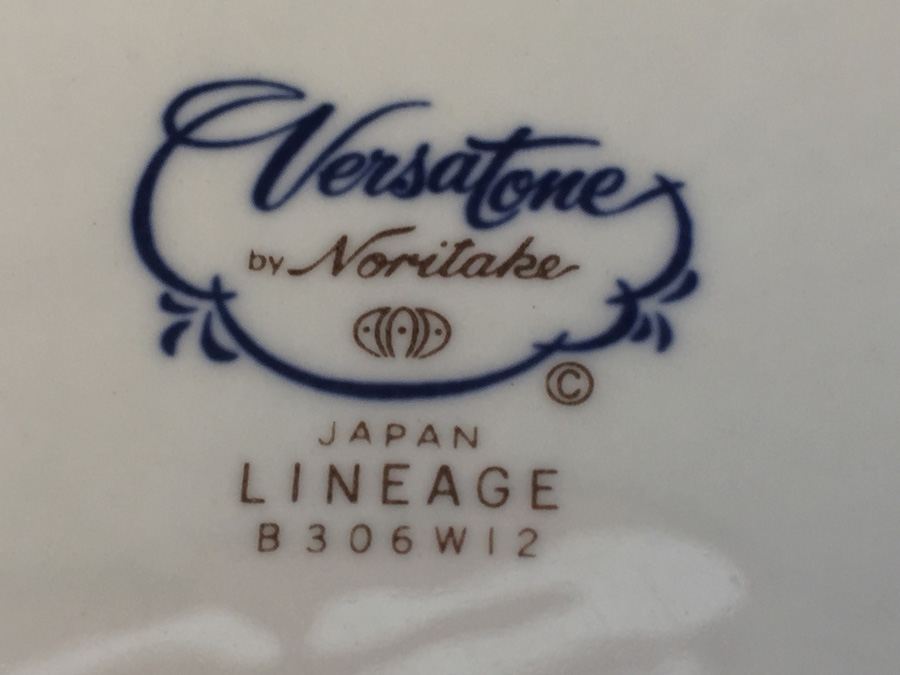 Versatone
by Noritake
©
JAPAN
LINEAGE
B306W12